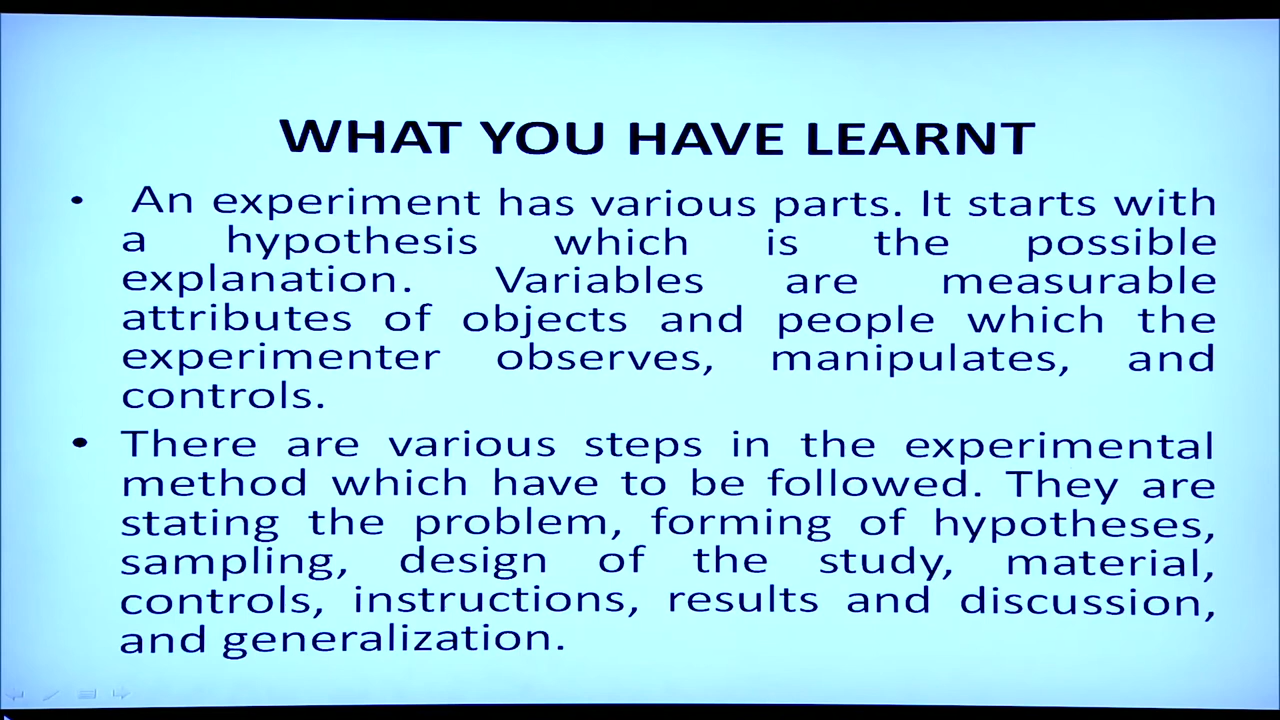 WHAT YOU HAVE LEARNT
• An experiment has various parts. It starts with
a hypothesis which is the possible
explanation. Variables are measurable
attributes of objects and people which the
experimenter observes, manipulates, and
controls.
• There are various steps in the experimental
method which have to be followed. They are
stating the problem, forming of hypotheses,
sampling, design of the study, material,
controls, instructions, results and discussion,
and generalization.